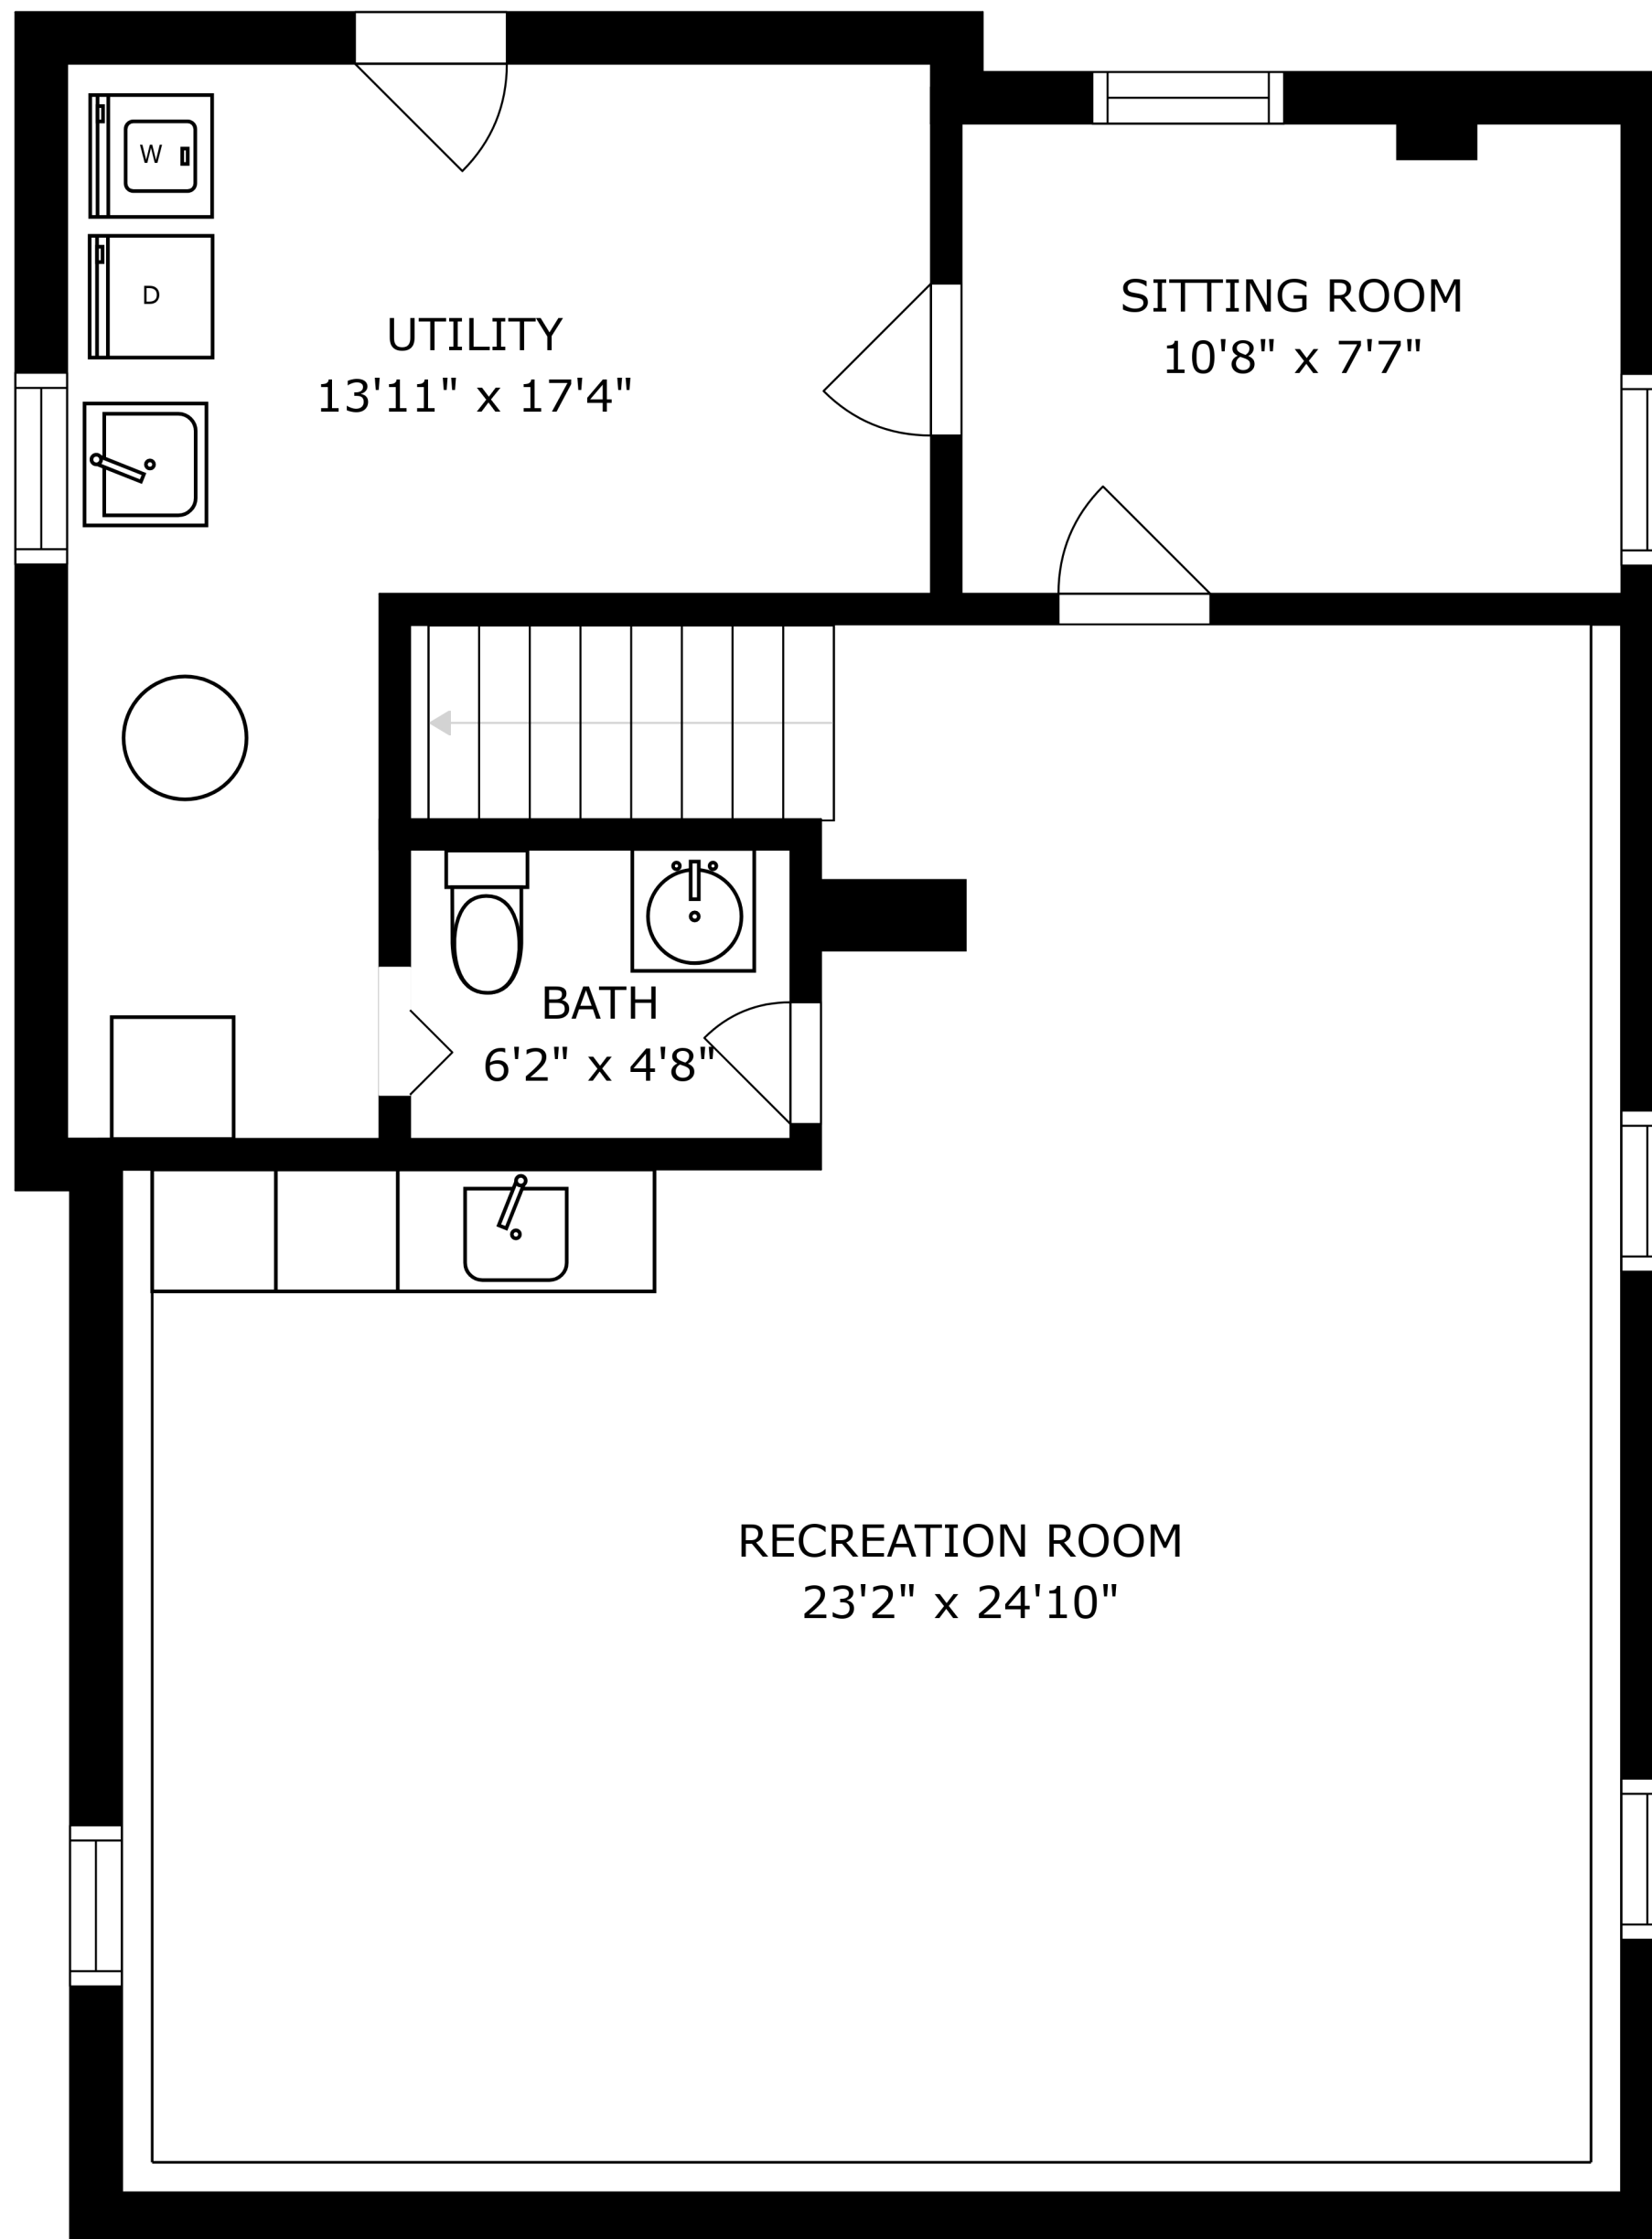 W
D
UTILITY
13'11" x 17'4"
SITTING ROOM
10'8" x 7'7"
BATH
6'2" x 4'8"
RECREATION ROOM
23'2" x 24'10"